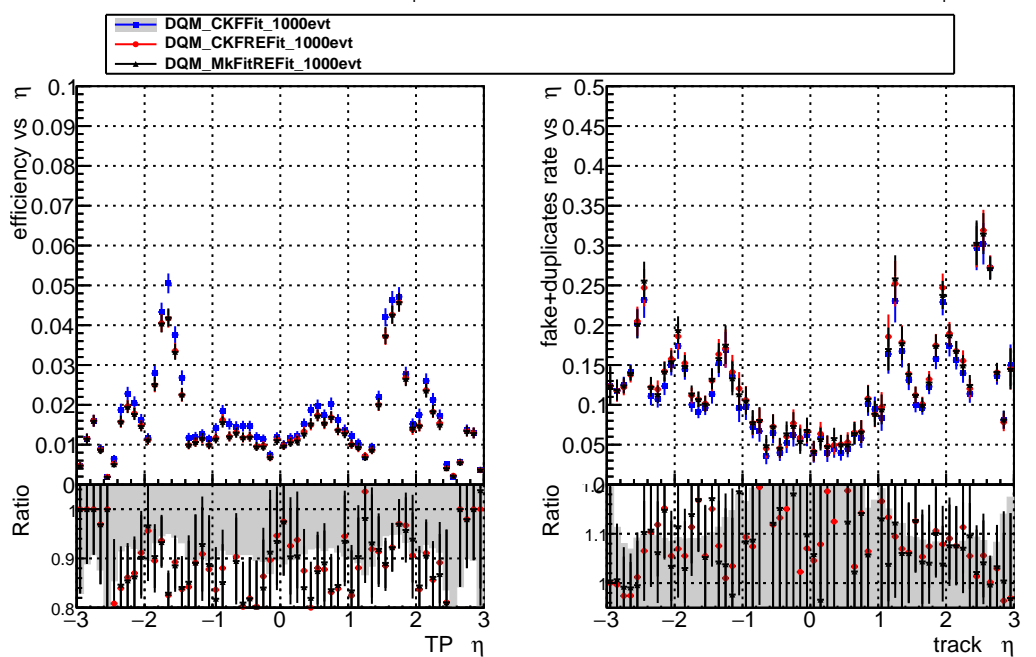 DQM_CKFFit_1000evt
DQM_CKFREFit_1000evt
DQM_MkFitREFit_1000evt
efficiency vs η
0.1
0.09
0.08
0.07
0.06
0.05
0.04
0.03
0.02
0.01
0
Ratio
1
0.9
0.8
−3 −2 −1 0 1 2 3
TP η
fake+duplicates rate vs η
0.5
0.45
0.4
0.35
0.3
0.25
0.2
0.15
0.1
0.05
Ratio
1.1
−3 −2 −1 0 1 2 3
track η